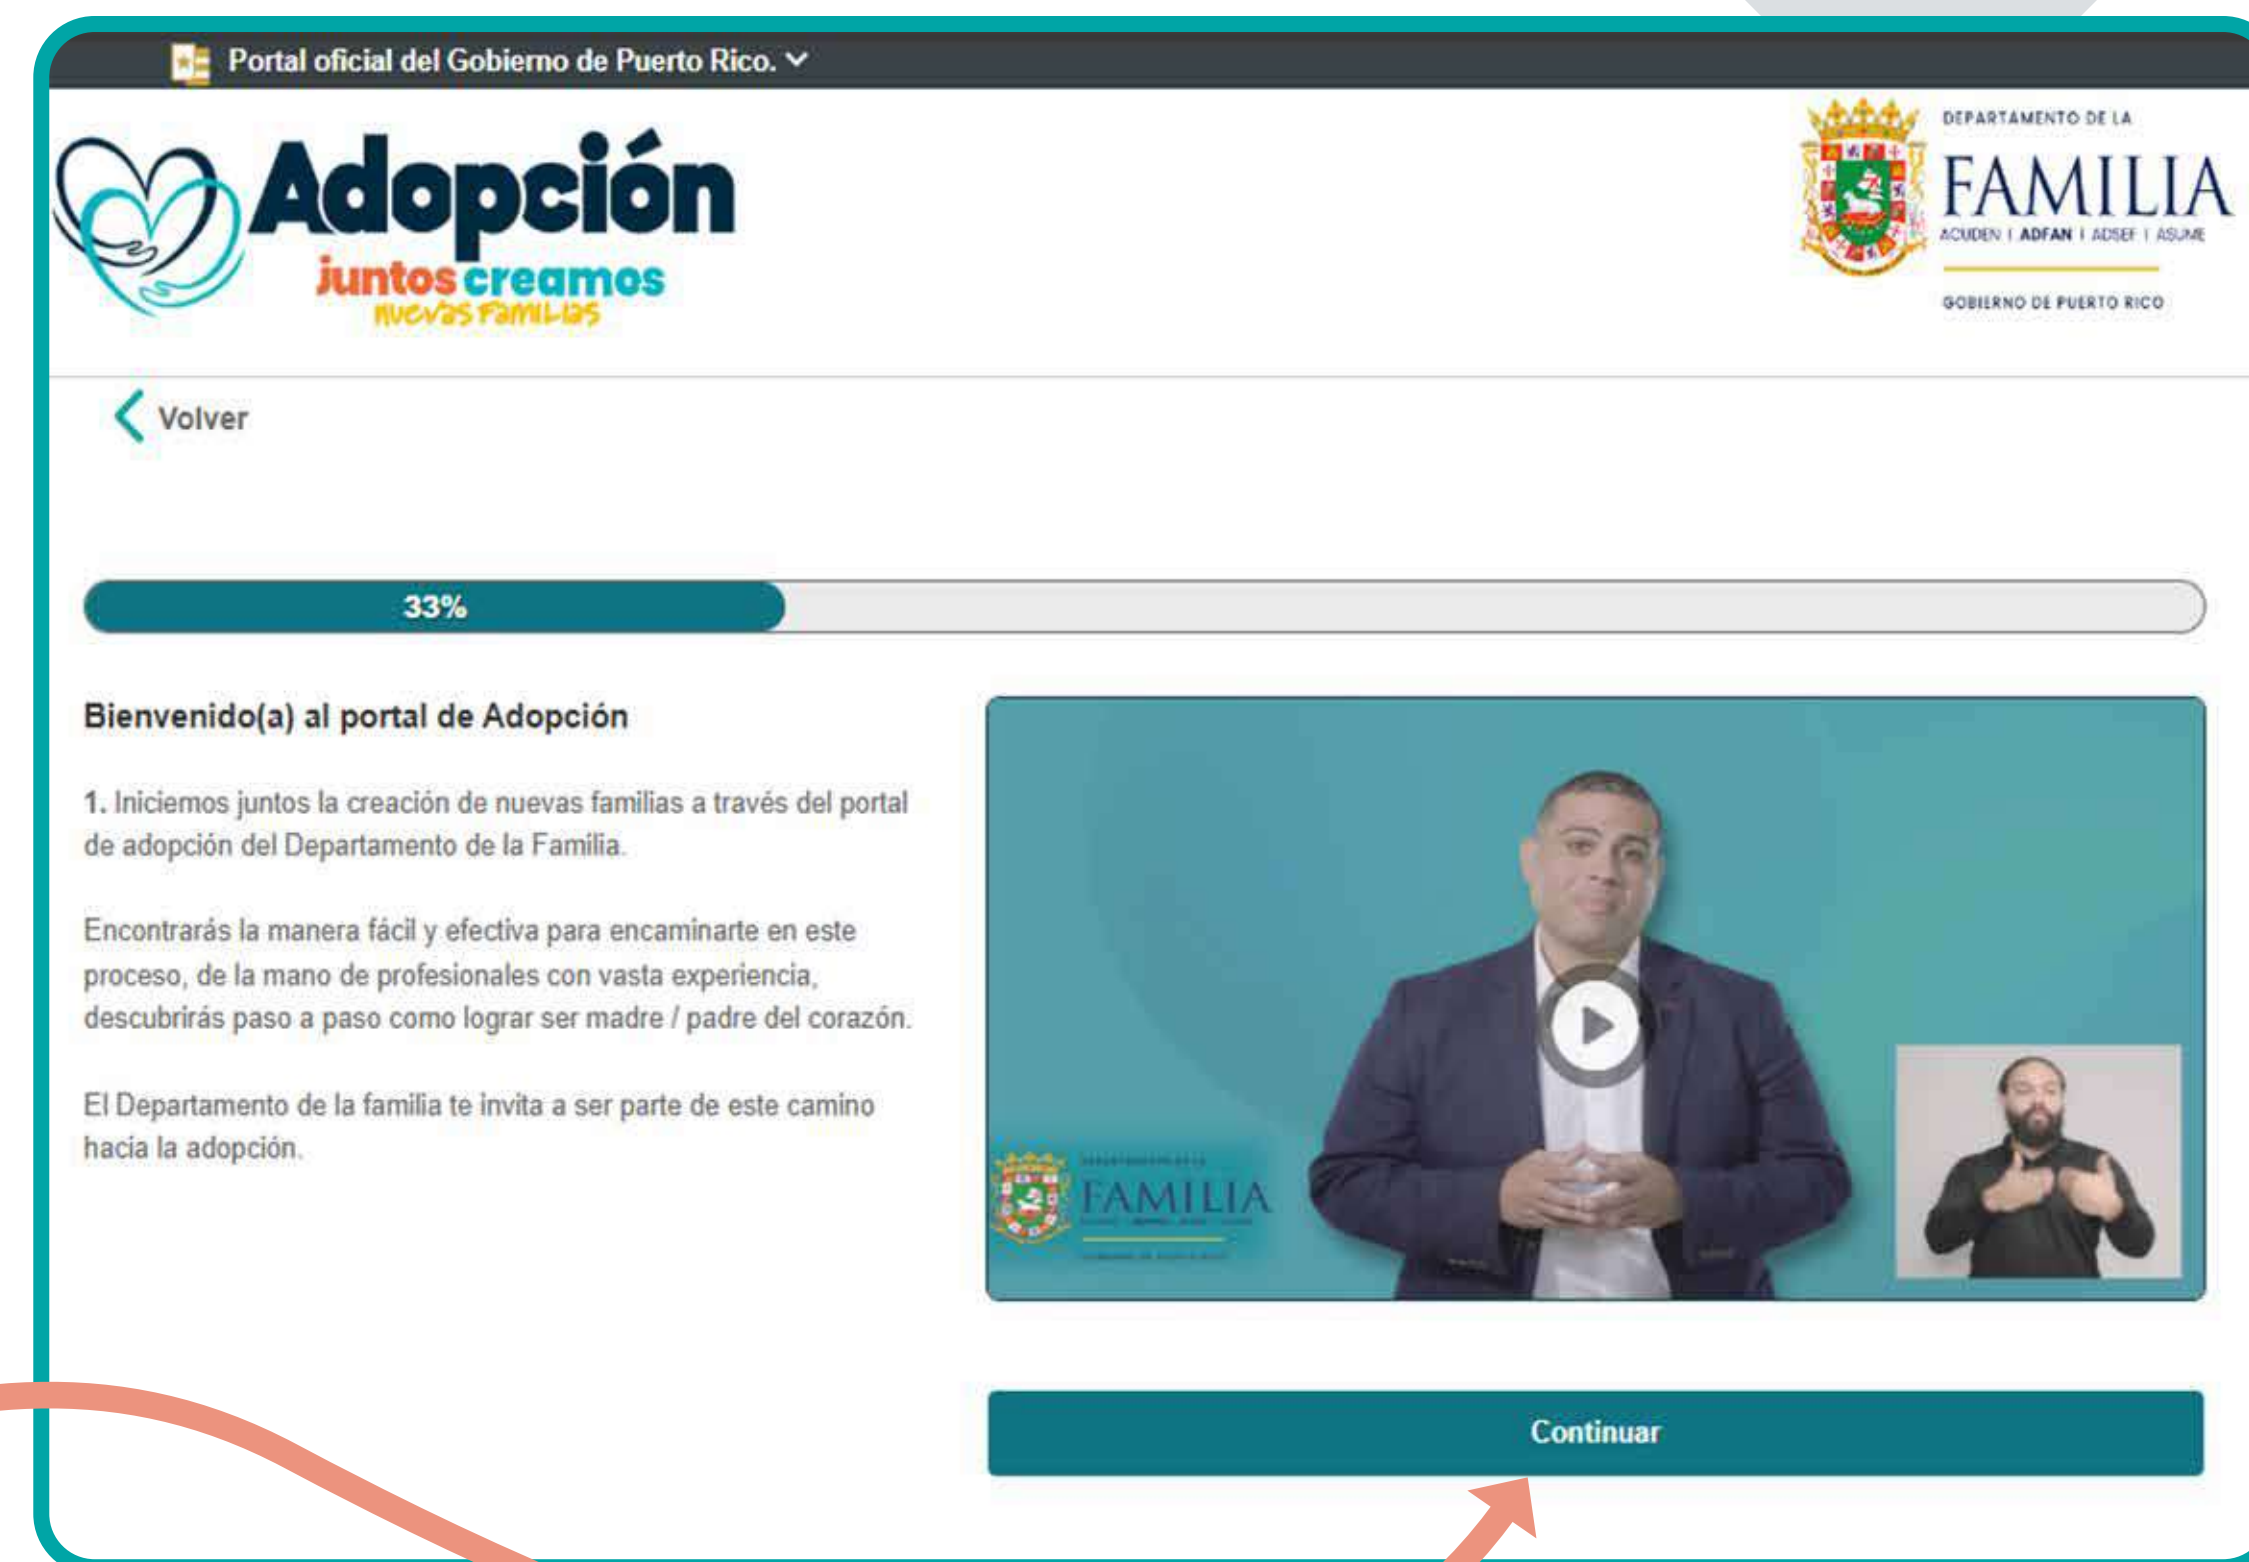 Portal oficial del Gobierno de Puerto Rico.
Adopción
juntos creamos
nuevas familias
DEPARTAMENTO DE LA
FAMILIA
ACUDEN | ADFAN | ADSEF | ASUME
GOBIERNO DE PUERTO RICO
Volver
33%
Bienvenido(a) al portal de Adopción
1. Iniciemos juntos la creación de nuevas familias a través del portal
de adopción del Departamento de la Familia.
Encontrarás la manera fácil y efectiva para encaminarte en este
proceso, de la mano de profesionales con vasta experiencia,
descubrirás paso a paso como lograr ser madre / padre del corazón.
El Departamento de la familia te invita a ser parte de este camino
hacia la adopción.
FAMILIA
Continuar